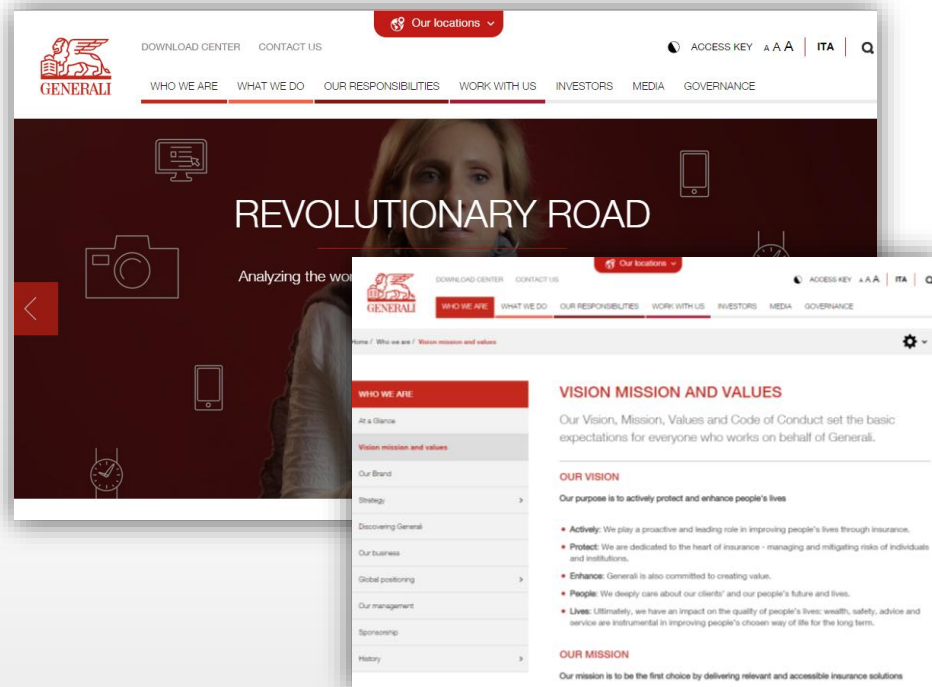 Our locations
DOWNLOAD CENTER CONTACT US
ACCESS KEY A A A ITA
GENERALI
WHO WE ARE WHAT WE DO OUR RESPONSIBILITIES WORK WITH US INVESTORS MEDIA GOVERNANCE
REVOLUTIONARY ROAD
Analyzing the wor
Our locations
DOWNLOAD CENTER CONTACT US
ACCESS KEY A A A ITA
GENERALI
WHO WE ARE WHAT WE DO OUR RESPONSIBILITIES WORK WITH US INVESTORS MEDIA GOVERNANCE
Home / Who we are / Vision mission and values
WHO WE ARE
At a Glance
Vision mission and values
Our Brand
Strategy
Discovering Generali
Our business
Global positioning
Our management
Sponsorship
History
VISION MISSION AND VALUES
Our Vision, Mission, Values and Code of Conduct set the basic
expectations for everyone who works on behalf of Generali.
OUR VISION
Our purpose is to actively protect and enhance people's lives
• Actively: We play a proactive and leading role in improving people's lives through insurance.
• Protect: We are dedicated to the heart of insurance - managing and mitigating risks of individuals
and institutions.
• Enhance: Generali is also committed to creating value.
• People: We deeply care about our clients' and our people's future and lives.
• Lives: Ultimately, we have an impact on the quality of people's lives: wealth, safety, advice and
service are instrumental in improving people's chosen way of life for the long term.
OUR MISSION
Our mission is to be the first choice by delivering relevant and accessible insurance solutions